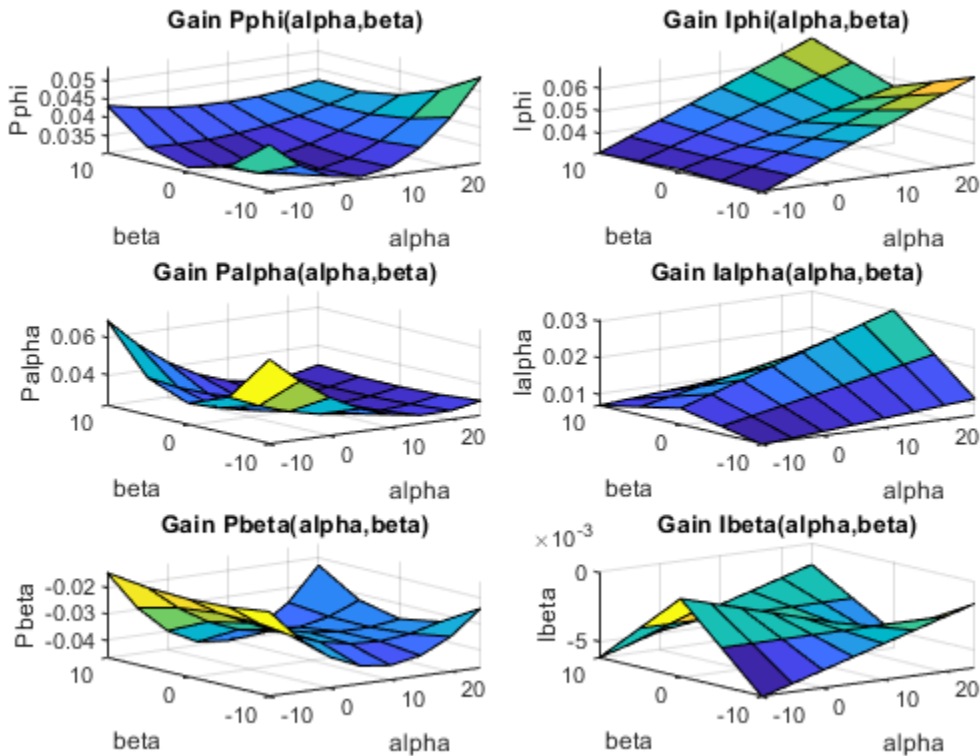 Gain Pphi(alpha,beta)
Pphi
0.05
0.045
0.04
0.035
10
0
-10
-10
0
10
20
beta
alpha
Gain Iphi(alpha,beta)
Iphi
0.06
0.05
0.04
10
0
-10
-10
0
10
20
beta
alpha
Gain Palpha(alpha,beta)
Palpha
0.06
0.04
10
0
-10
-10
0
10
20
beta
alpha
Gain Ialpha(alpha,beta)
Ialpha
0.03
0.02
0.01
10
0
-10
-10
0
10
20
beta
alpha
Gain Pbeta(alpha,beta)
Pbeta
-0.02
-0.03
-0.04
10
0
-10
-10
0
10
20
beta
alpha
Gain Ibeta(alpha,beta)
×10⁻³
Ibeta
0
-5
10
0
-10
-10
0
10
20
beta
alpha